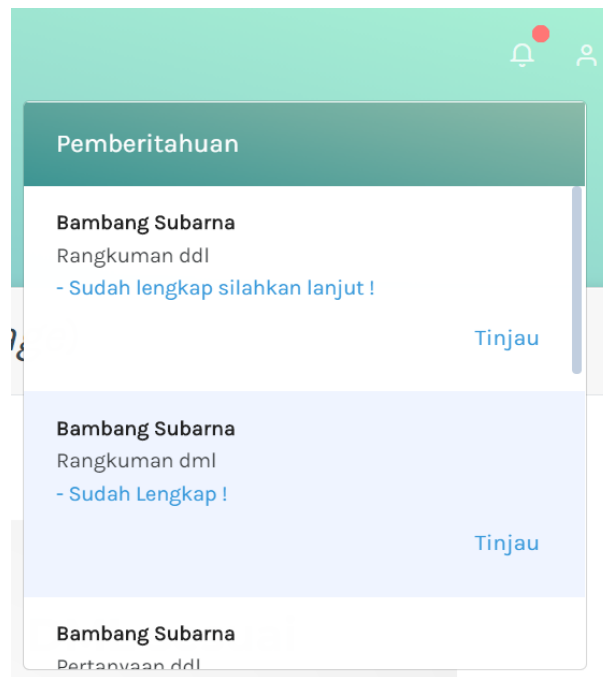 Pemberitahuan
Bambang Subarna
Rangkuman ddl
- Sudah lengkap silahkan lanjut !
Tinjau
Bambang Subarna
Rangkuman dml
- Sudah Lengkap !
Tinjau
Bambang Subarna
Pertanyaan ddl